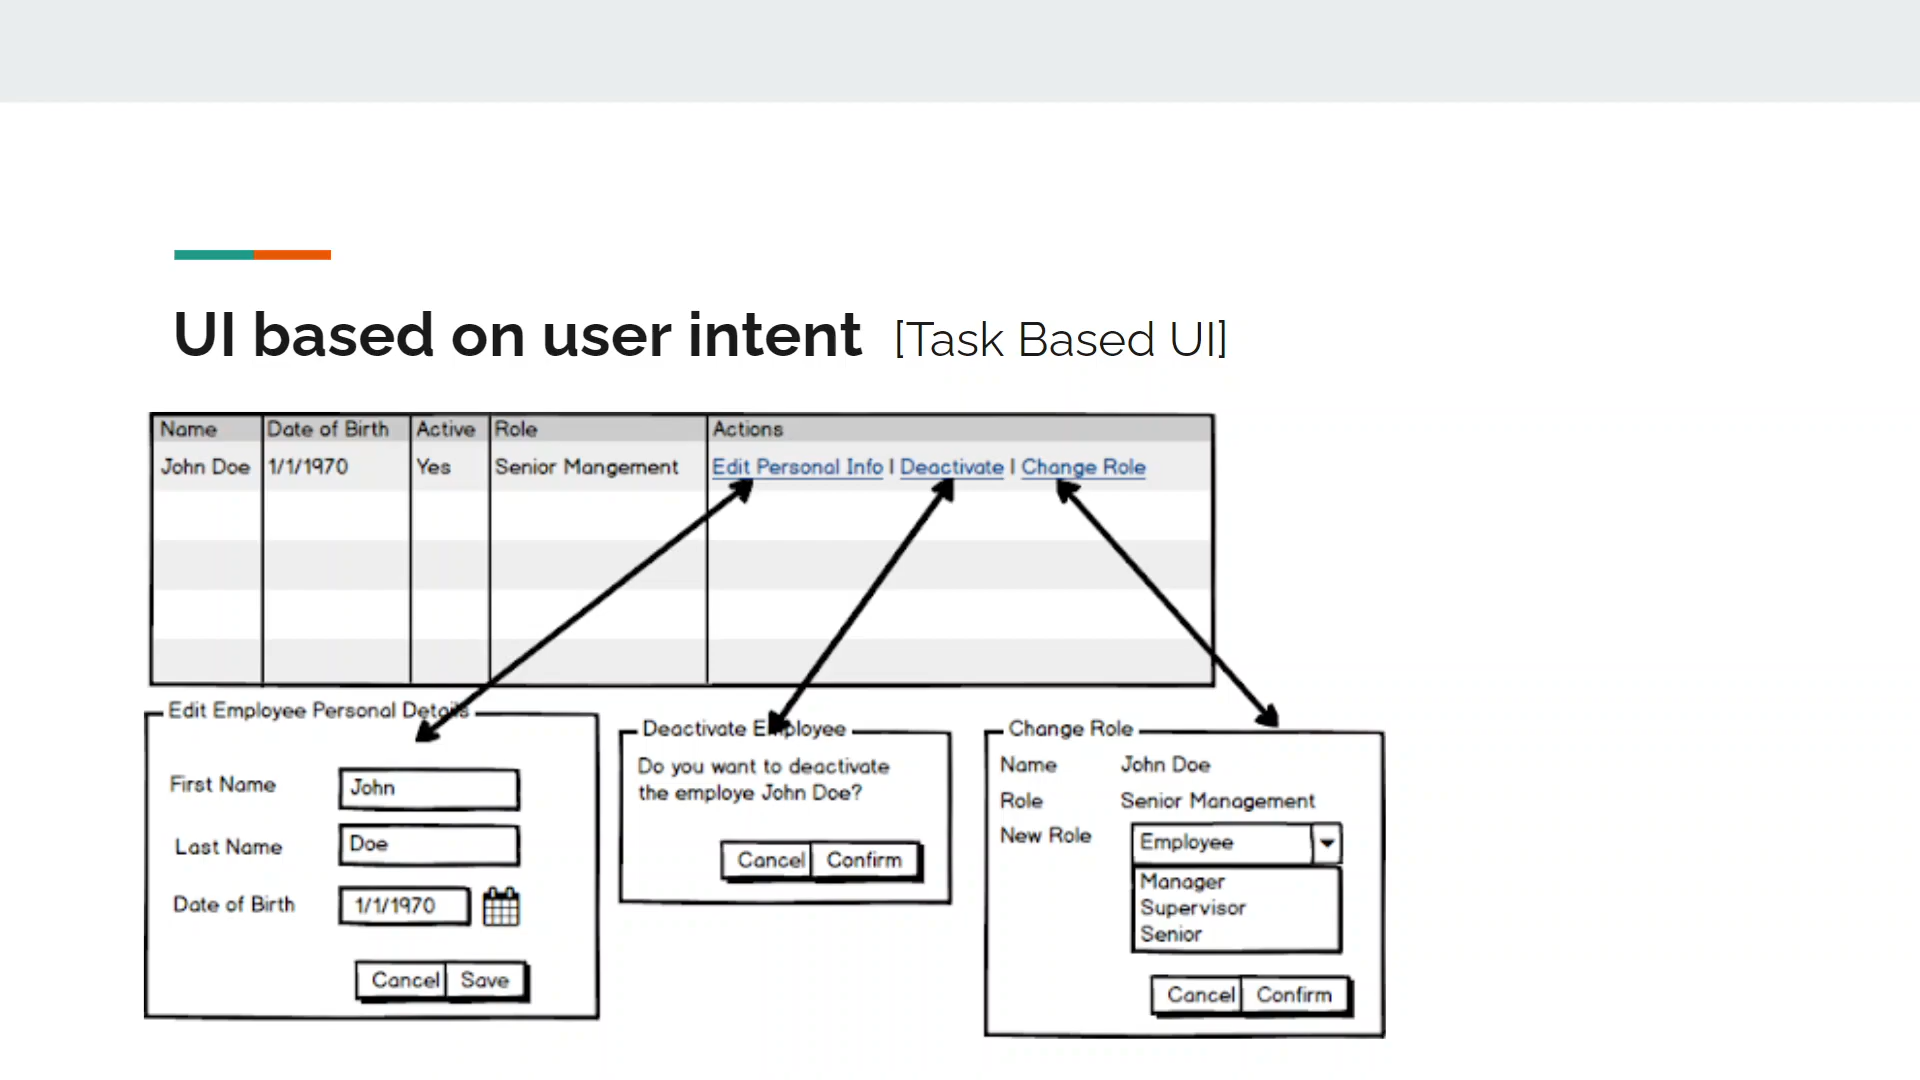 UI based on user intent [Task Based UI]
Name Date of Birth Active Role Actions
John Doe 1/1/1970 Yes Senior Mangement Edit Personal Info | Deactivate | Change Role
Edit Employee Personal Details
First Name John
Last Name Doe
Date of Birth 1/1/1970
Cancel Save
Deactivate Employee
Do you want to deactivate
the employe John Doe?
Cancel Confirm
Change Role
Name John Doe
Role Senior Management
New Role Employee
Manager
Supervisor
Senior
Cancel Confirm